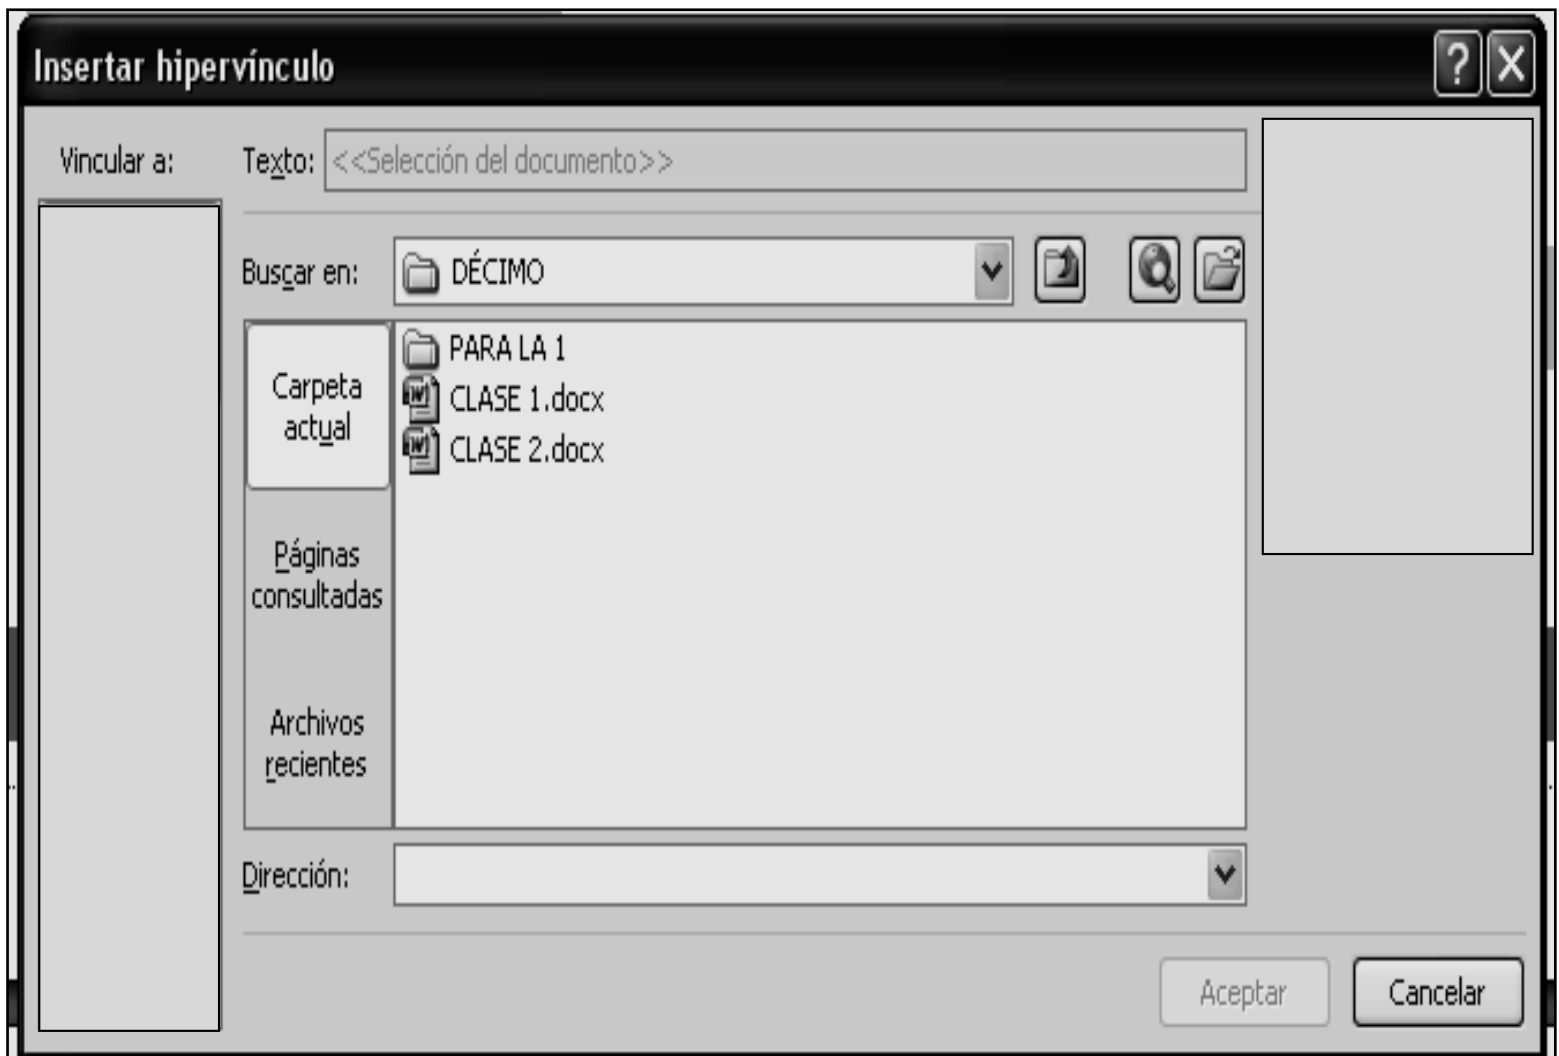 Insertar hipervínculo
Vincular a:
Texto: <<Selección del documento>>
Buscar en: DÉCIMO
Carpeta
actual
PARA LA 1
CLASE 1.docx
CLASE 2.docx
Páginas
consultadas
Archivos
recientes
Dirección:
Aceptar
Cancelar